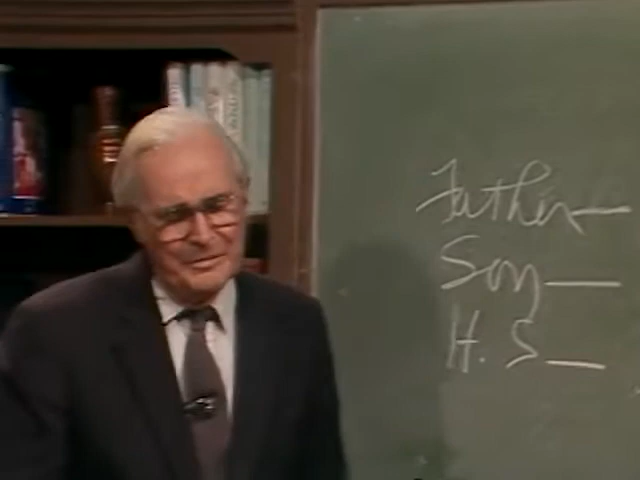 Father—
Son—
H. S—